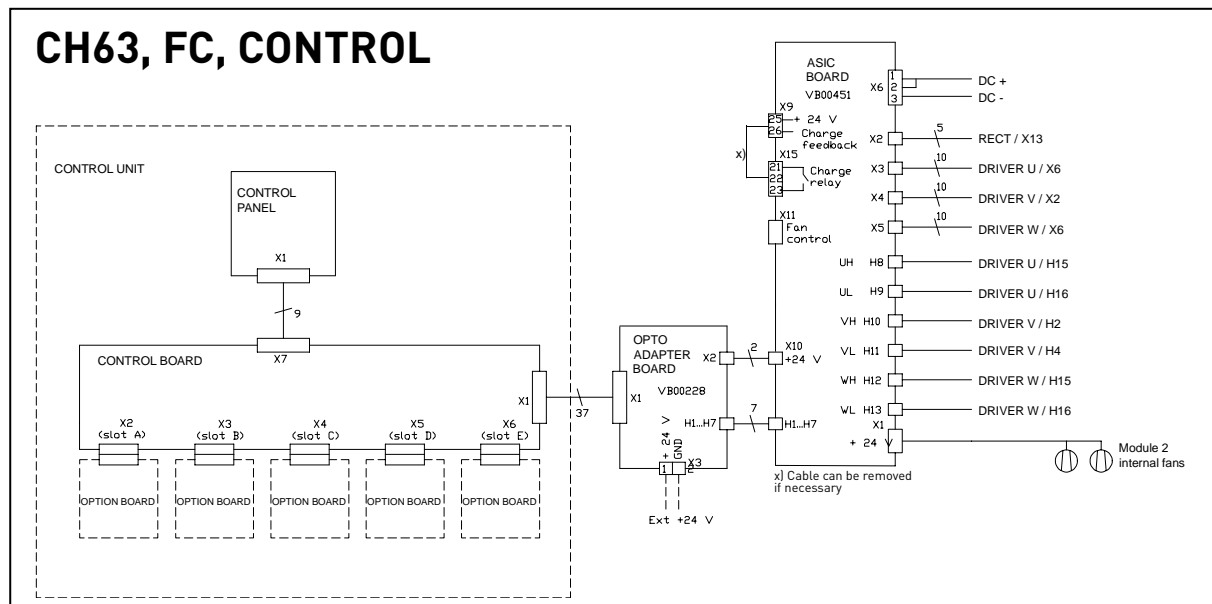 CH63, FC, CONTROL
CONTROL UNIT
CONTROL
PANEL
X1
9
X7
CONTROL BOARD
X1
37
X2
(slot A)
X3
(slot B)
X4
(slot C)
X5
(slot D)
X6
(slot E)
OPTION BOARD
OPTION BOARD
OPTION BOARD
OPTION BOARD
OPTION BOARD
OPTO
ADAPTER
BOARD
VB00228
X1
X2
2
H1...H7
7
+ 24 V
GND
1
2
X3
Ext +24 V
ASIC
BOARD
VB00451
X9
25
+ 24 V
26
Charge
feedback
x)
X15
21
22
23
Charge
relay
X11
Fan
control
X10
+24 V
H1...H7
x) Cable can be removed
if necessary
X6
1
2
3
DC +
DC -
X2
5
RECT / X13
X3
10
DRIVER U / X6
X4
10
DRIVER V / X2
X5
10
DRIVER W / X6
UH H8
DRIVER U / H15
UL H9
DRIVER U / H16
VH H10
DRIVER V / H2
VL H11
DRIVER V / H4
WH H12
DRIVER W / H15
WL H13
DRIVER W / H16
X1
+ 24 V
Module 2
internal fans